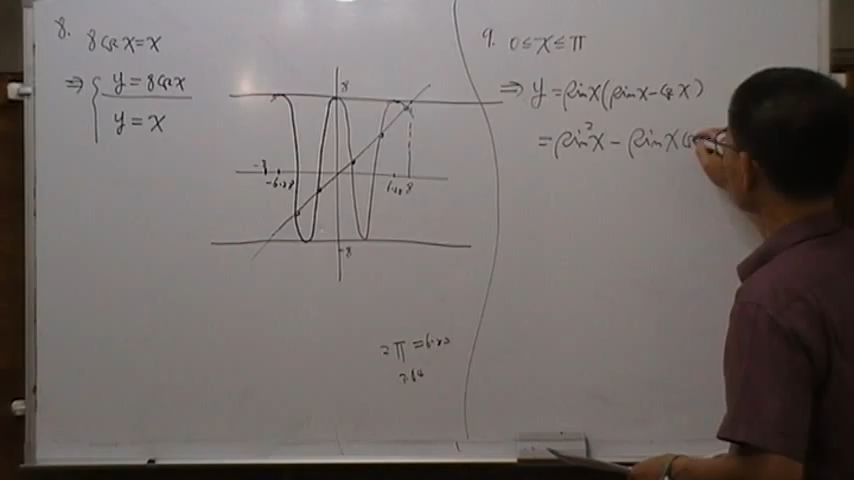 8. 8cosx=x
⇒ { y=8cosx
y=x
8
-6.28
6.28 8
-8
2π=6.28
9. 0≤x≤π
⇒ y=sinx(sinx-cosx)
=sin²x-sinxcos